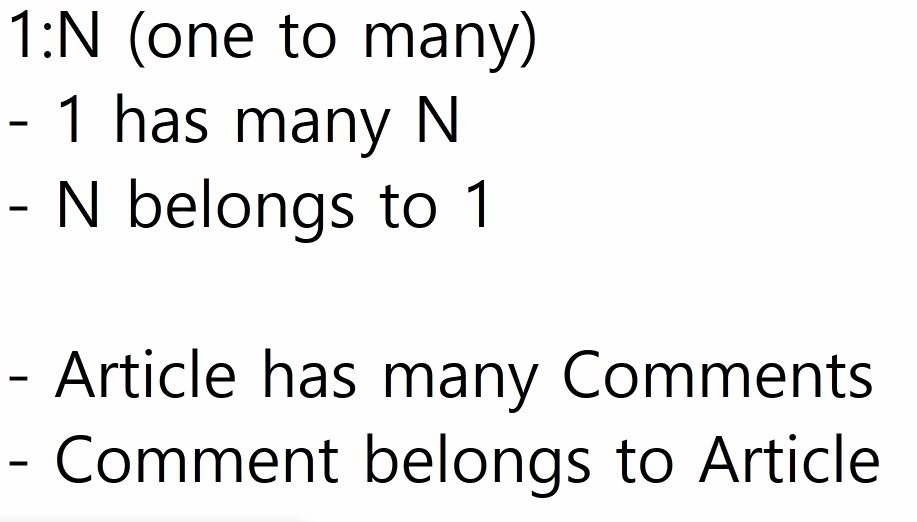 1:N (one to many)
- 1 has many N
- N belongs to 1
- Article has many Comments
- Comment belongs to Article